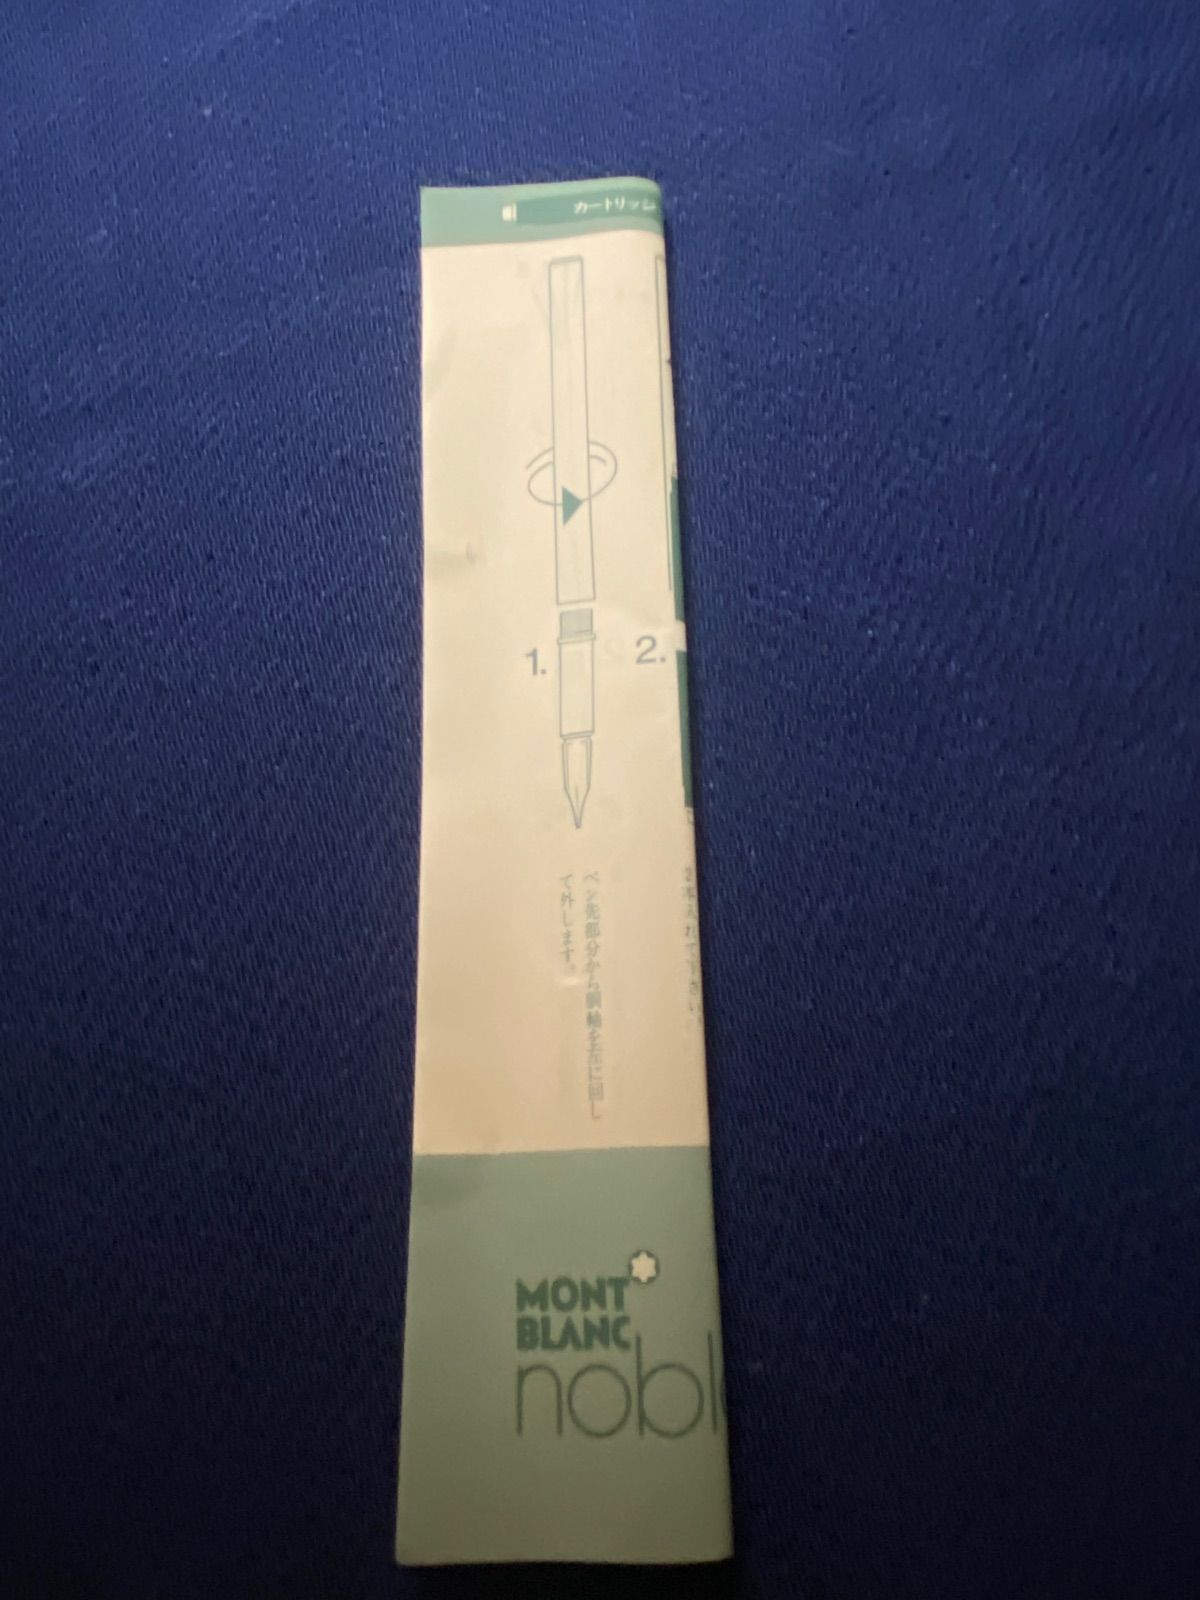 カートリッジ
1.
2.
ペン先部分から胴軸を左に回し
て外します。
MONT
BLANC
nobl